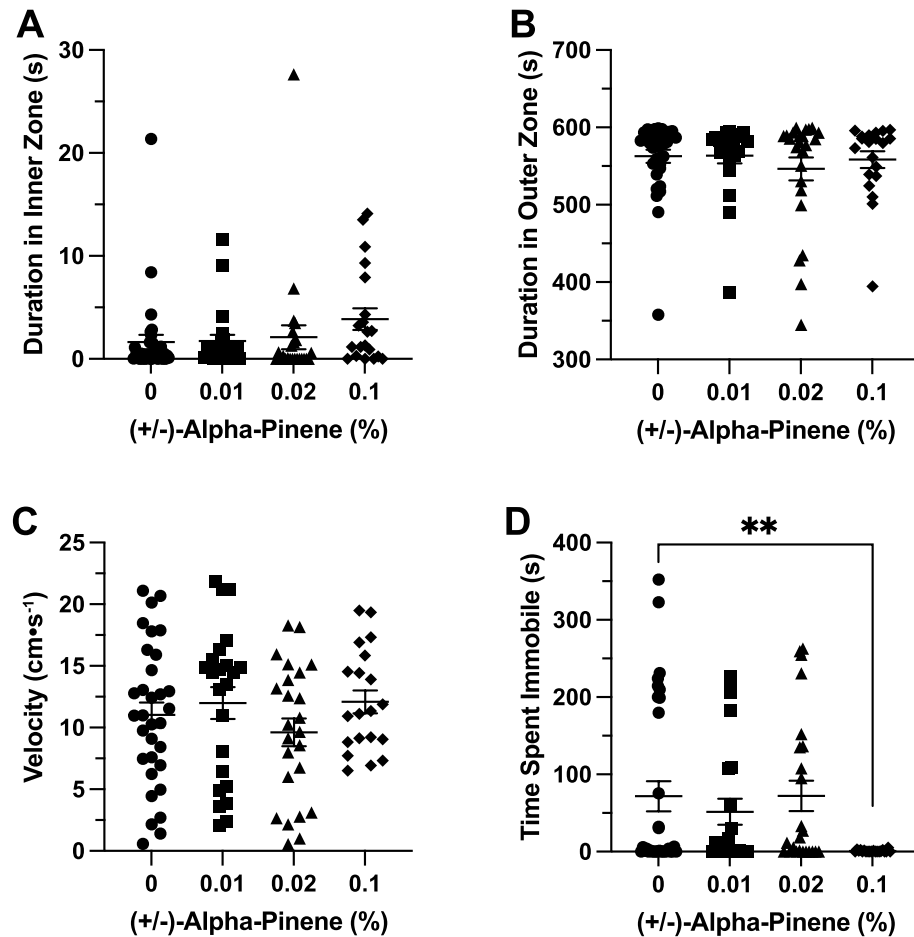 A
Duration in Inner Zone (s)
30
20
10
0
0 0.01 0.02 0.1
(+/-)-Alpha-Pinene (%)
B
Duration in Outer Zone (s)
700
600
500
400
300
0 0.01 0.02 0.1
(+/-)-Alpha-Pinene (%)
C
Velocity (cm•s⁻¹)
25
20
15
10
5
0
0 0.01 0.02 0.1
(+/-)-Alpha-Pinene (%)
D
**
Time Spent Immobile (s)
400
300
200
100
0
0 0.01 0.02 0.1
(+/-)-Alpha-Pinene (%)